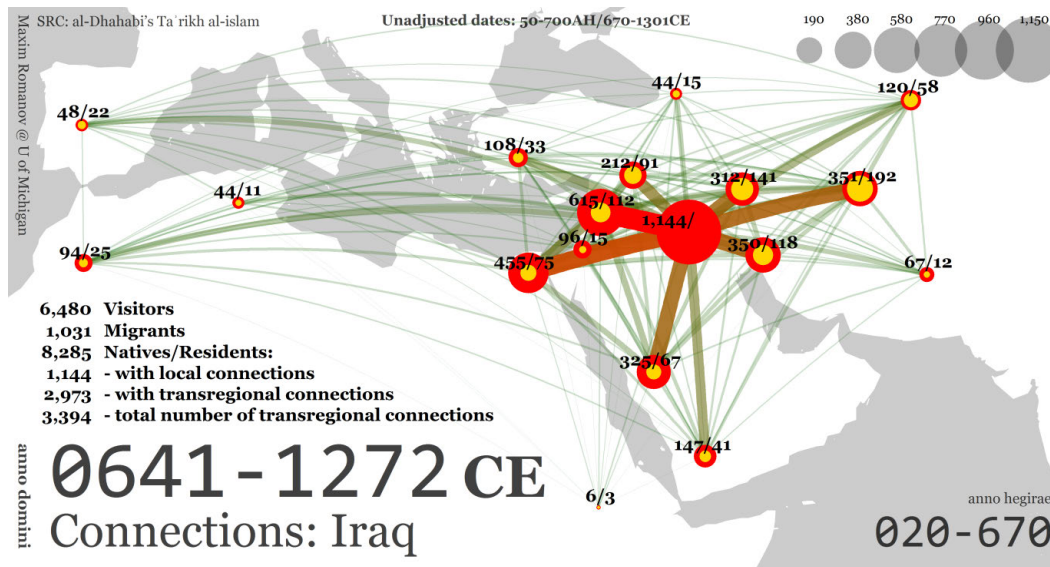 SRC: al-Dhahabi's Taʾrikh al-islam
Unadjusted dates: 50-700AH/670-1301CE
190 380 580 770 960 1,150
Maxim Romanov @ U of Michigan
44/15
120/58
48/22
108/33
212/91
312/141
351/192
44/11
615/112
1,144/
96/15
350/118
94/25
455/75
67/12
325/67
147/41
6/3
6,480 Visitors
1,031 Migrants
8,285 Natives/Residents:
1,144 - with local connections
2,973 - with transregional connections
3,394 - total number of transregional connections
anno domini
0641-1272 CE
Connections: Iraq
anno hegirae
020-670